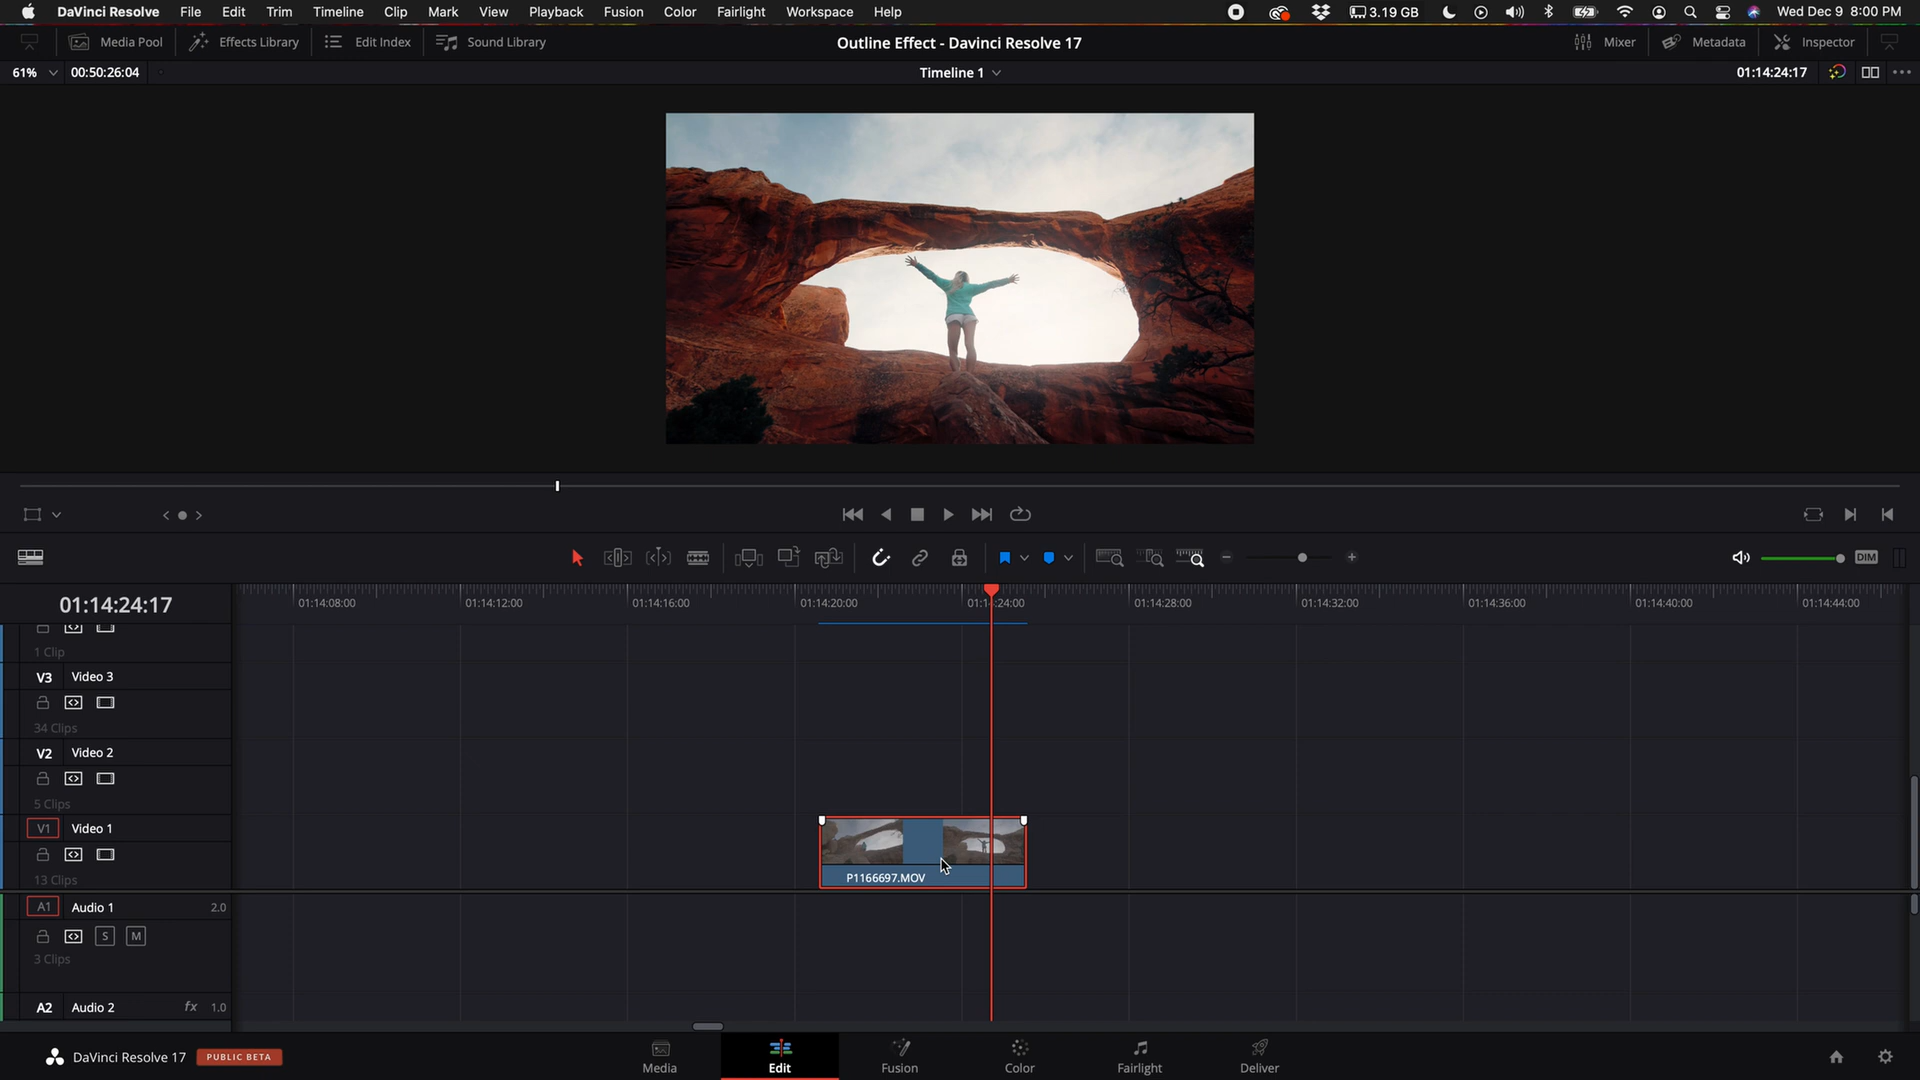 DaVinci Resolve File Edit Trim Timeline Clip Mark View Playback Fusion Color Fairlight Workspace Help 3.19 GB Wed Dec 9 8:00 PM
Media Pool Effects Library Edit Index Sound Library Outline Effect - Davinci Resolve 17 Mixer Metadata Inspector
61% 00:50:26:04 Timeline 1 01:14:24:17
DIM
01:14:24:17 01:14:08:00 01:14:12:00 01:14:16:00 01:14:20:00 01:14:24:00 01:14:28:00 01:14:32:00 01:14:36:00 01:14:40:00 01:14:44:00
1 Clip
V3 Video 3
34 Clips
V2 Video 2
5 Clips
V1 Video 1
13 Clips
P1166697.MOV
A1 Audio 1 2.0
S M
3 Clips
A2 Audio 2 fx 1.0
DaVinci Resolve 17 PUBLIC BETA Media Edit Fusion Color Fairlight Deliver